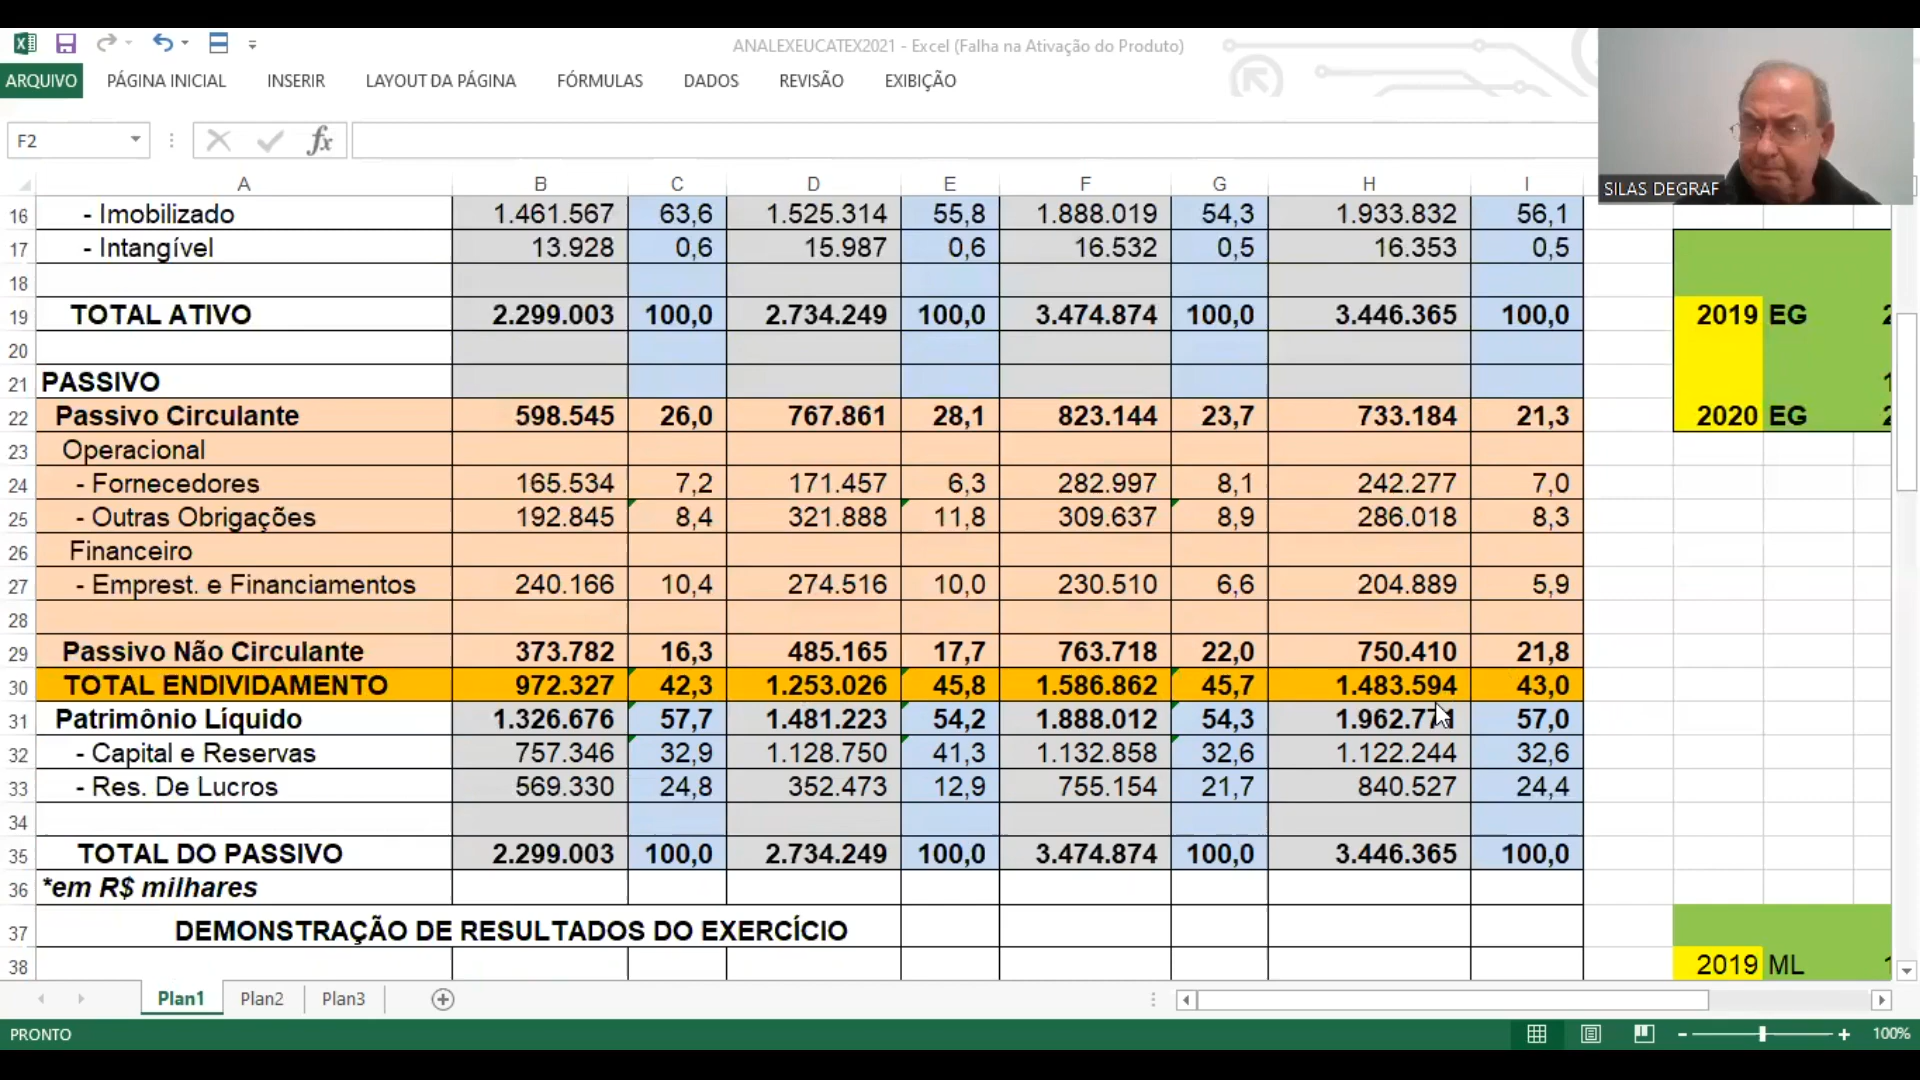 ANALEXEUCATEX2021 - Excel (Falha na Ativação do Produto)
ARQUIVO PÁGINA INICIAL INSERIR LAYOUT DA PÁGINA FÓRMULAS DADOS REVISÃO EXIBIÇÃO
F2 fx
SILAS DEGRAF
A B C D E F G H I
16 - Imobilizado 1.461.567 63,6 1.525.314 55,8 1.888.019 54,3 1.933.832 56,1
17 - Intangível 13.928 0,6 15.987 0,6 16.532 0,5 16.353 0,5
18
19 TOTAL ATIVO 2.299.003 100,0 2.734.249 100,0 3.474.874 100,0 3.446.365 100,0 2019 EG
20
21 PASSIVO
22 Passivo Circulante 598.545 26,0 767.861 28,1 823.144 23,7 733.184 21,3 2020 EG
23 Operacional
24 - Fornecedores 165.534 7,2 171.457 6,3 282.997 8,1 242.277 7,0
25 - Outras Obrigações 192.845 8,4 321.888 11,8 309.637 8,9 286.018 8,3
26 Financeiro
27 - Emprest. e Financiamentos 240.166 10,4 274.516 10,0 230.510 6,6 204.889 5,9
28
29 Passivo Não Circulante 373.782 16,3 485.165 17,7 763.718 22,0 750.410 21,8
30 TOTAL ENDIVIDAMENTO 972.327 42,3 1.253.026 45,8 1.586.862 45,7 1.483.594 43,0
31 Patrimônio Líquido 1.326.676 57,7 1.481.223 54,2 1.888.012 54,3 57,0
32 - Capital e Reservas 757.346 32,9 1.128.750 41,3 1.132.858 32,6 1.122.244 32,6
33 - Res. De Lucros 569.330 24,8 352.473 12,9 755.154 21,7 840.527 24,4
34
35 TOTAL DO PASSIVO 2.299.003 100,0 2.734.249 100,0 3.474.874 100,0 3.446.365 100,0
36 *em R$ milhares
37 DEMONSTRAÇÃO DE RESULTADOS DO EXERCÍCIO
38 2019 ML
Plan1 Plan2 Plan3
PRONTO 100%